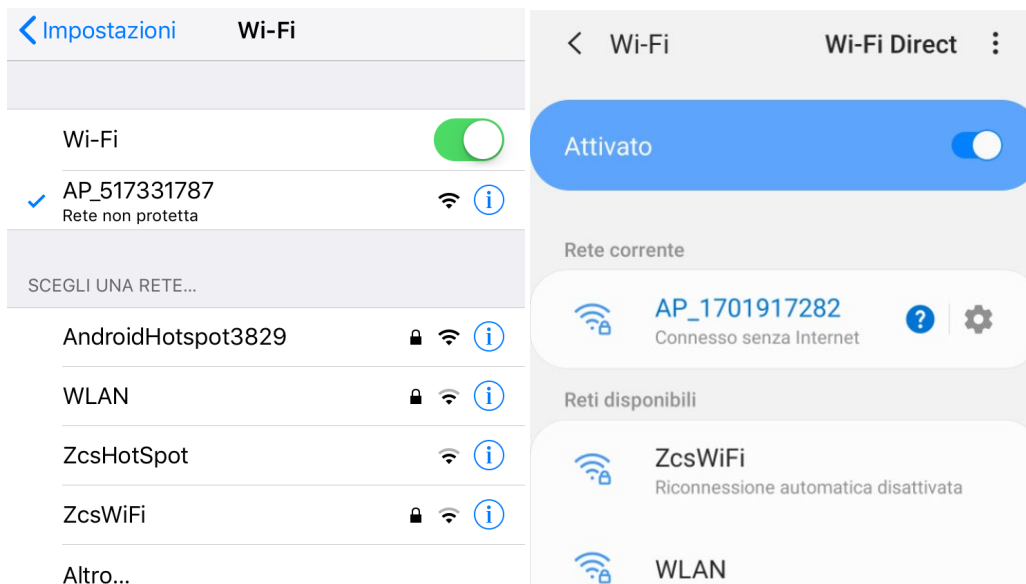 Impostazioni Wi-Fi
Wi-Fi
AP_517331787
Rete non protetta
SCEGLI UNA RETE...
AndroidHotspot3829
WLAN
ZcsHotSpot
ZcsWiFi
Altro...
Wi-Fi Wi-Fi Direct
Attivato
Rete corrente
AP_1701917282
Connesso senza Internet
Reti disponibili
ZcsWiFi
Riconnessione automatica disattivata
WLAN